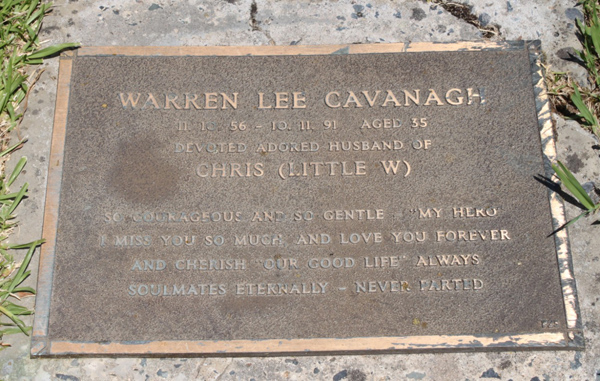 WARREN LEE CAVANAGH
56 - 10. 11. 91 AGED 35
DEVOTED ADORED HUSBAND OF
CHRIS (LITTLE W)
SO COURAGEOUS AND SO GENTLE - "MY HERO"
I MISS YOU SO MUCH, AND LOVE YOU FOREVER
AND CHERISH "OUR GOOD LIFE" ALWAYS
SOULMATES ETERNALLY - NEVER PARTED